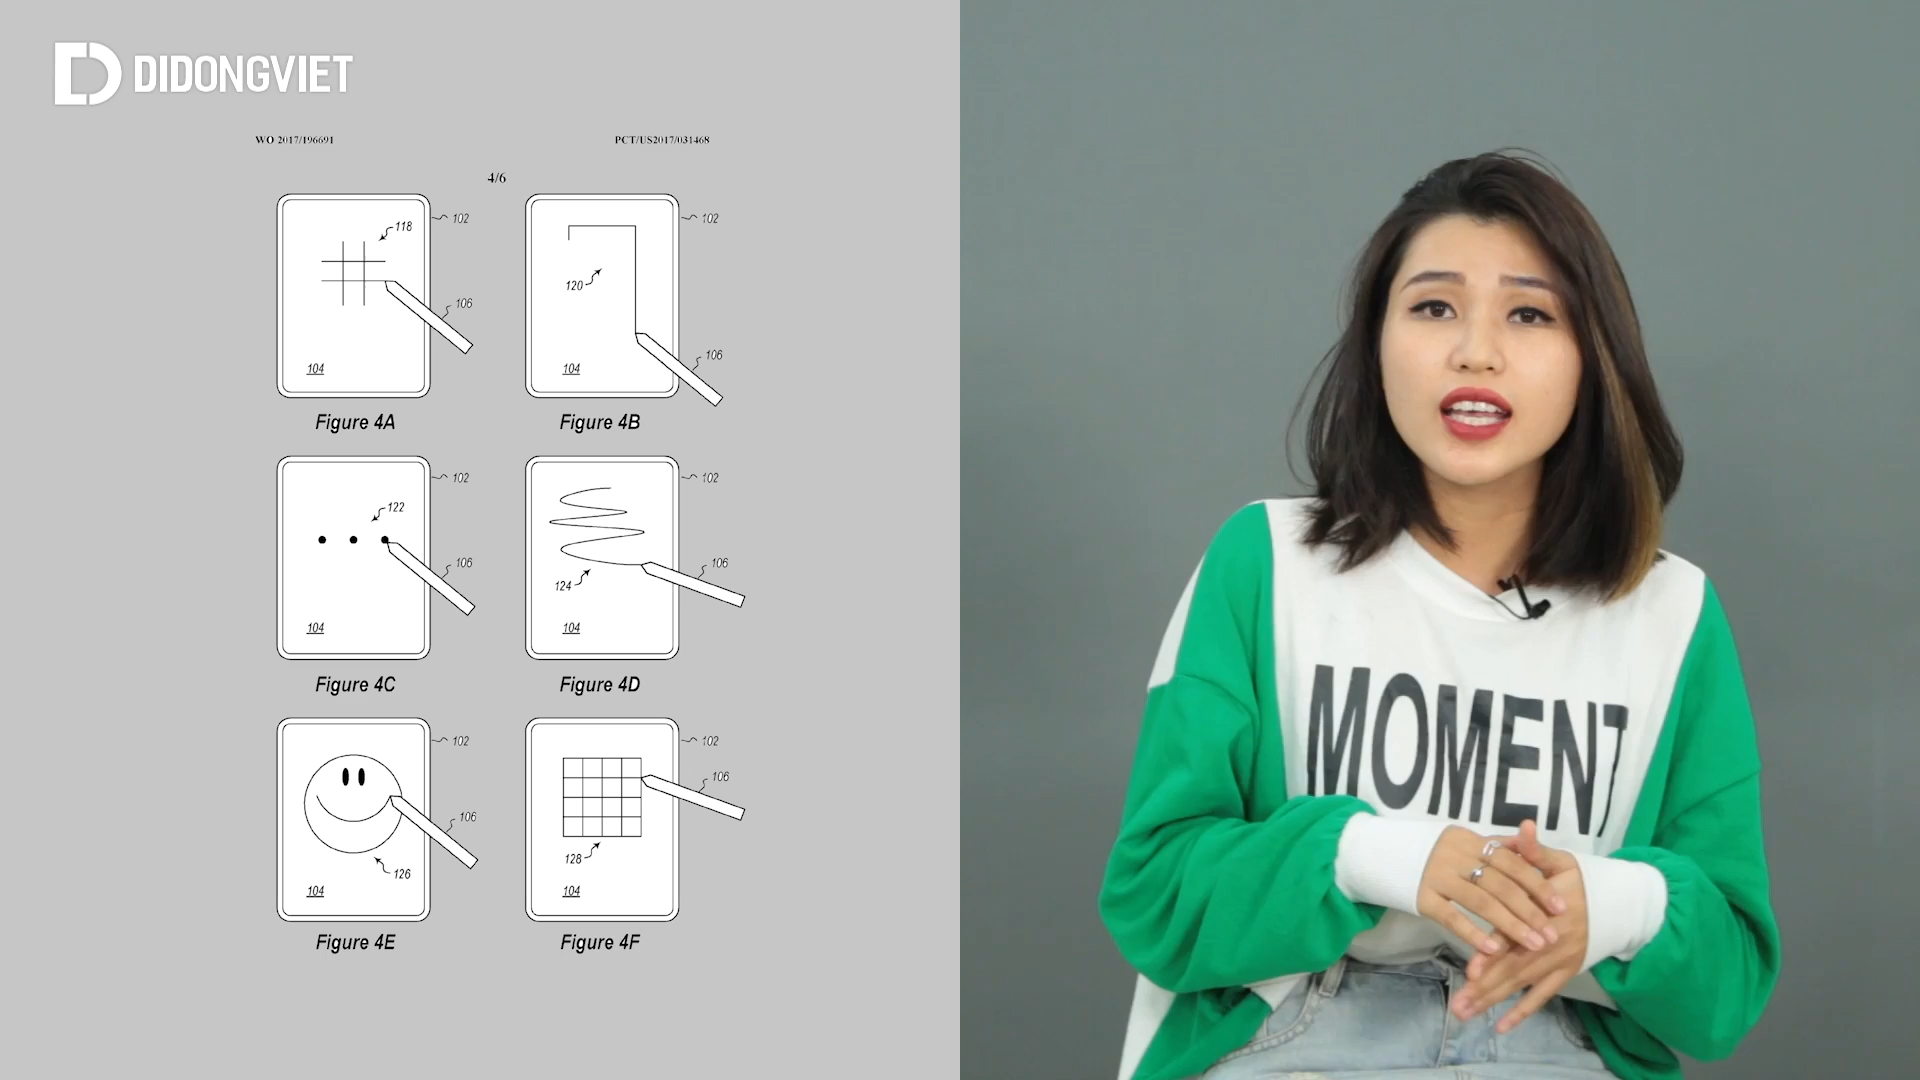 DIDONGVIET
WO 2017/196691
PCT/US2017/031468
4/6
102
118
106
104
Figure 4A
102
120
106
104
Figure 4B
102
122
106
104
Figure 4C
102
106
124
104
Figure 4D
102
106
126
104
Figure 4E
102
106
128
104
Figure 4F
MOMENT